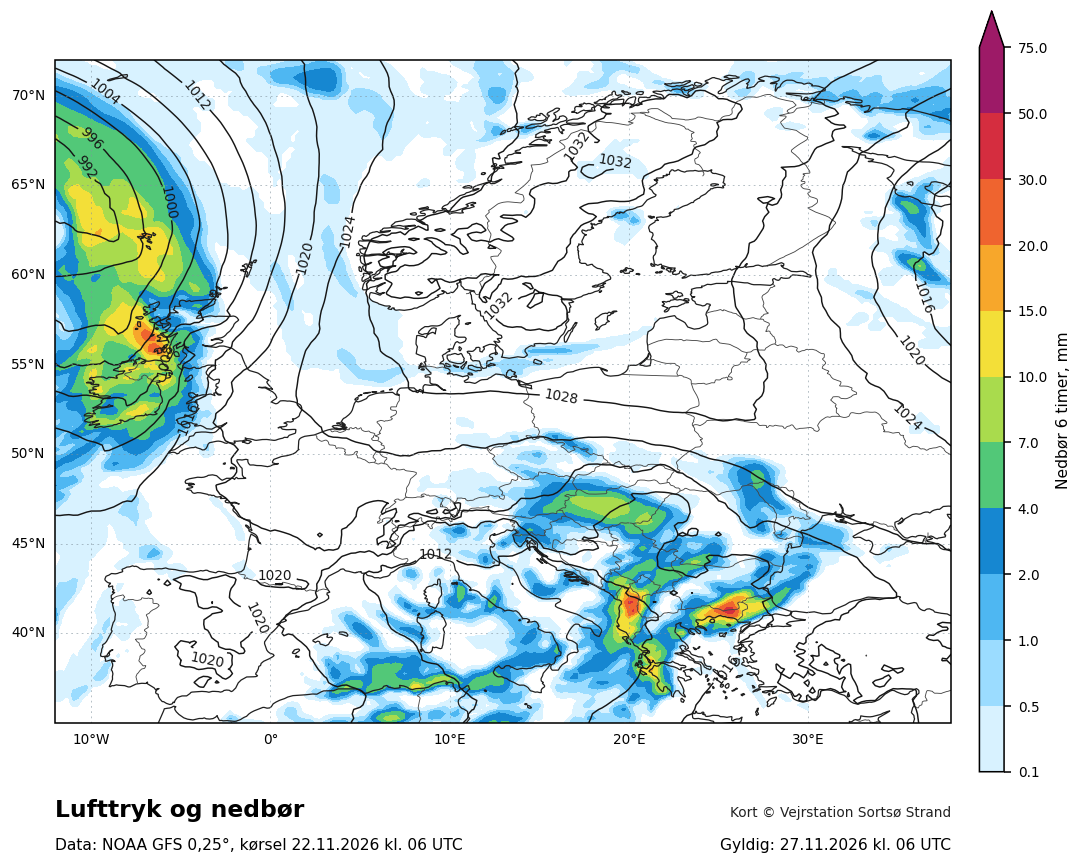 75.0
50.0
30.0
20.0
15.0
10.0
7.0
4.0
2.0
1.0
0.5
0.1
Nedbør 6 timer, mm
70°N
65°N
60°N
55°N
50°N
45°N
40°N
10°W
0°
10°E
20°E
30°E
1004
1012
996
992
1000
1020
1024
1032
1032
1032
1028
1016
1020
1024
1012
1020
1020
1020
1016
Lufttryk og nedbør
Kort © Vejrstation Sortsø Strand
Data: NOAA GFS 0,25°, kørsel 22.11.2026 kl. 06 UTC
Gyldig: 27.11.2026 kl. 06 UTC